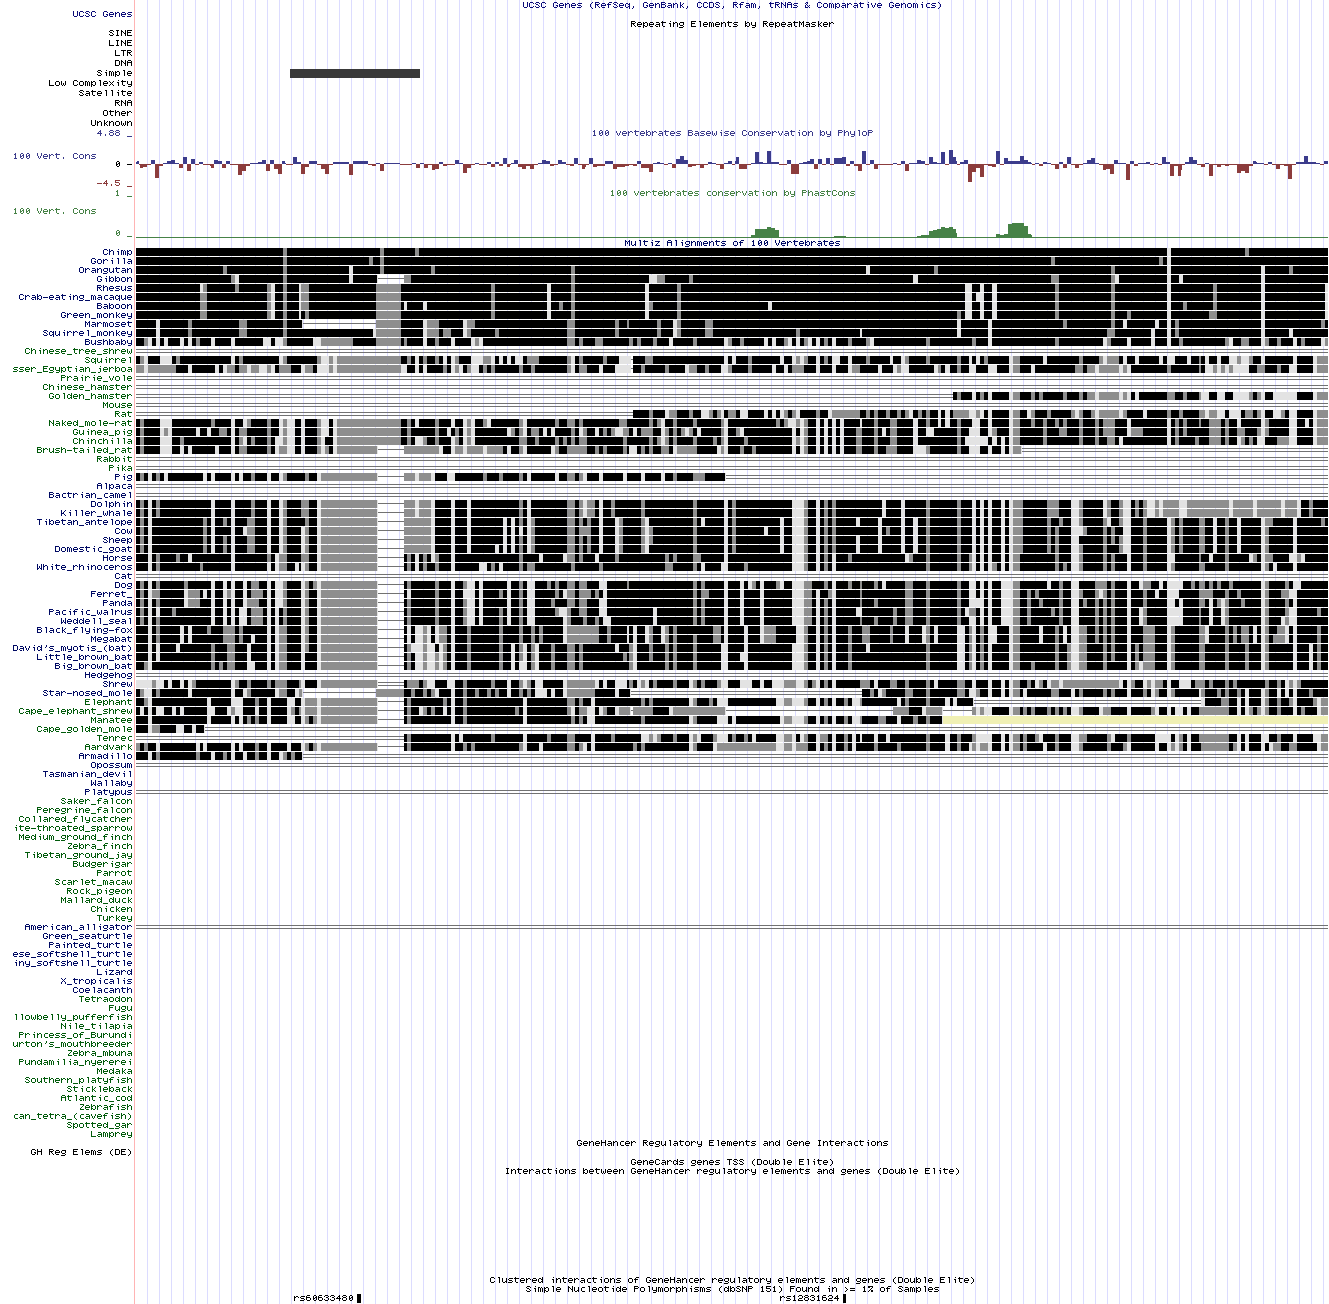 UCSC Genes (RefSeq, GenBank, CCDS, Rfam, tRNAs & Comparative Genomics)
UCSC Genes
Repeating Elements by RepeatMasker
SINE
LINE
LTR
DNA
Simple
Low Complexity
Satellite
RNA
Other
Unknown
4.88 _
100 vertebrates Basewise Conservation by PhyloP
100 Vert. Cons
0 _
-4.5 _
1 _
100 vertebrates conservation by PhastCons
100 Vert. Cons
0 _
Multiz Alignments of 100 Vertebrates
Chimp
Gorilla
Orangutan
Gibbon
Rhesus
Crab-eating_macaque
Baboon
Green_monkey
Marmoset
Squirrel_monkey
Bushbaby
Chinese_tree_shrew
Squirrel
sser_Egyptian_jerboa
Prairie_vole
Chinese_hamster
Golden_hamster
Mouse
Rat
Naked_mole-rat
Guinea_pig
Chinchilla
Brush-tailed_rat
Rabbit
Pika
Pig
Alpaca
Bactrian_camel
Dolphin
Killer_whale
Tibetan_antelope
Cow
Sheep
Domestic_goat
Horse
White_rhinoceros
Cat
Dog
Ferret_
Panda
Pacific_walrus
Weddell_seal
Black_flying-fox
Megabat
David's_myotis_(bat)
Little_brown_bat
Big_brown_bat
Hedgehog
Shrew
Star-nosed_mole
Elephant
Cape_elephant_shrew
Manatee
Cape_golden_mole
Tenrec
Aardvark
Armadillo
Opossum
Tasmanian_devil
Wallaby
Platypus
Saker_falcon
Peregrine_falcon
Collared_flycatcher
ite-throated_sparrow
Medium_ground_finch
Zebra_finch
Tibetan_ground_jay
Budgerigar
Parrot
Scarlet_macaw
Rock_pigeon
Mallard_duck
Chicken
Turkey
American_alligator
Green_seaturtle
Painted_turtle
ese_softshell_turtle
iny_softshell_turtle
Lizard
X_tropicalis
Coelacanth
Tetraodon
Fugu
llowbelly_pufferfish
Nile_tilapia
Princess_of_Burundi
urton's_mouthbreeder
Zebra_mbuna
Pundamilia_nyererei
Medaka
Southern_platyfish
Stickleback
Atlantic_cod
Zebrafish
can_tetra_(cavefish)
Spotted_gar
Lamprey
GeneHancer Regulatory Elements and Gene Interactions
GH Reg Elems (DE)
GeneCards genes TSS (Double Elite)
Interactions between GeneHancer regulatory elements and genes (Double Elite)
Clustered interactions of GeneHancer regulatory elements and genes (Double Elite)
Simple Nucleotide Polymorphisms (dbSNP 151) Found in >= 1% of Samples
rs60633480 rs12831624